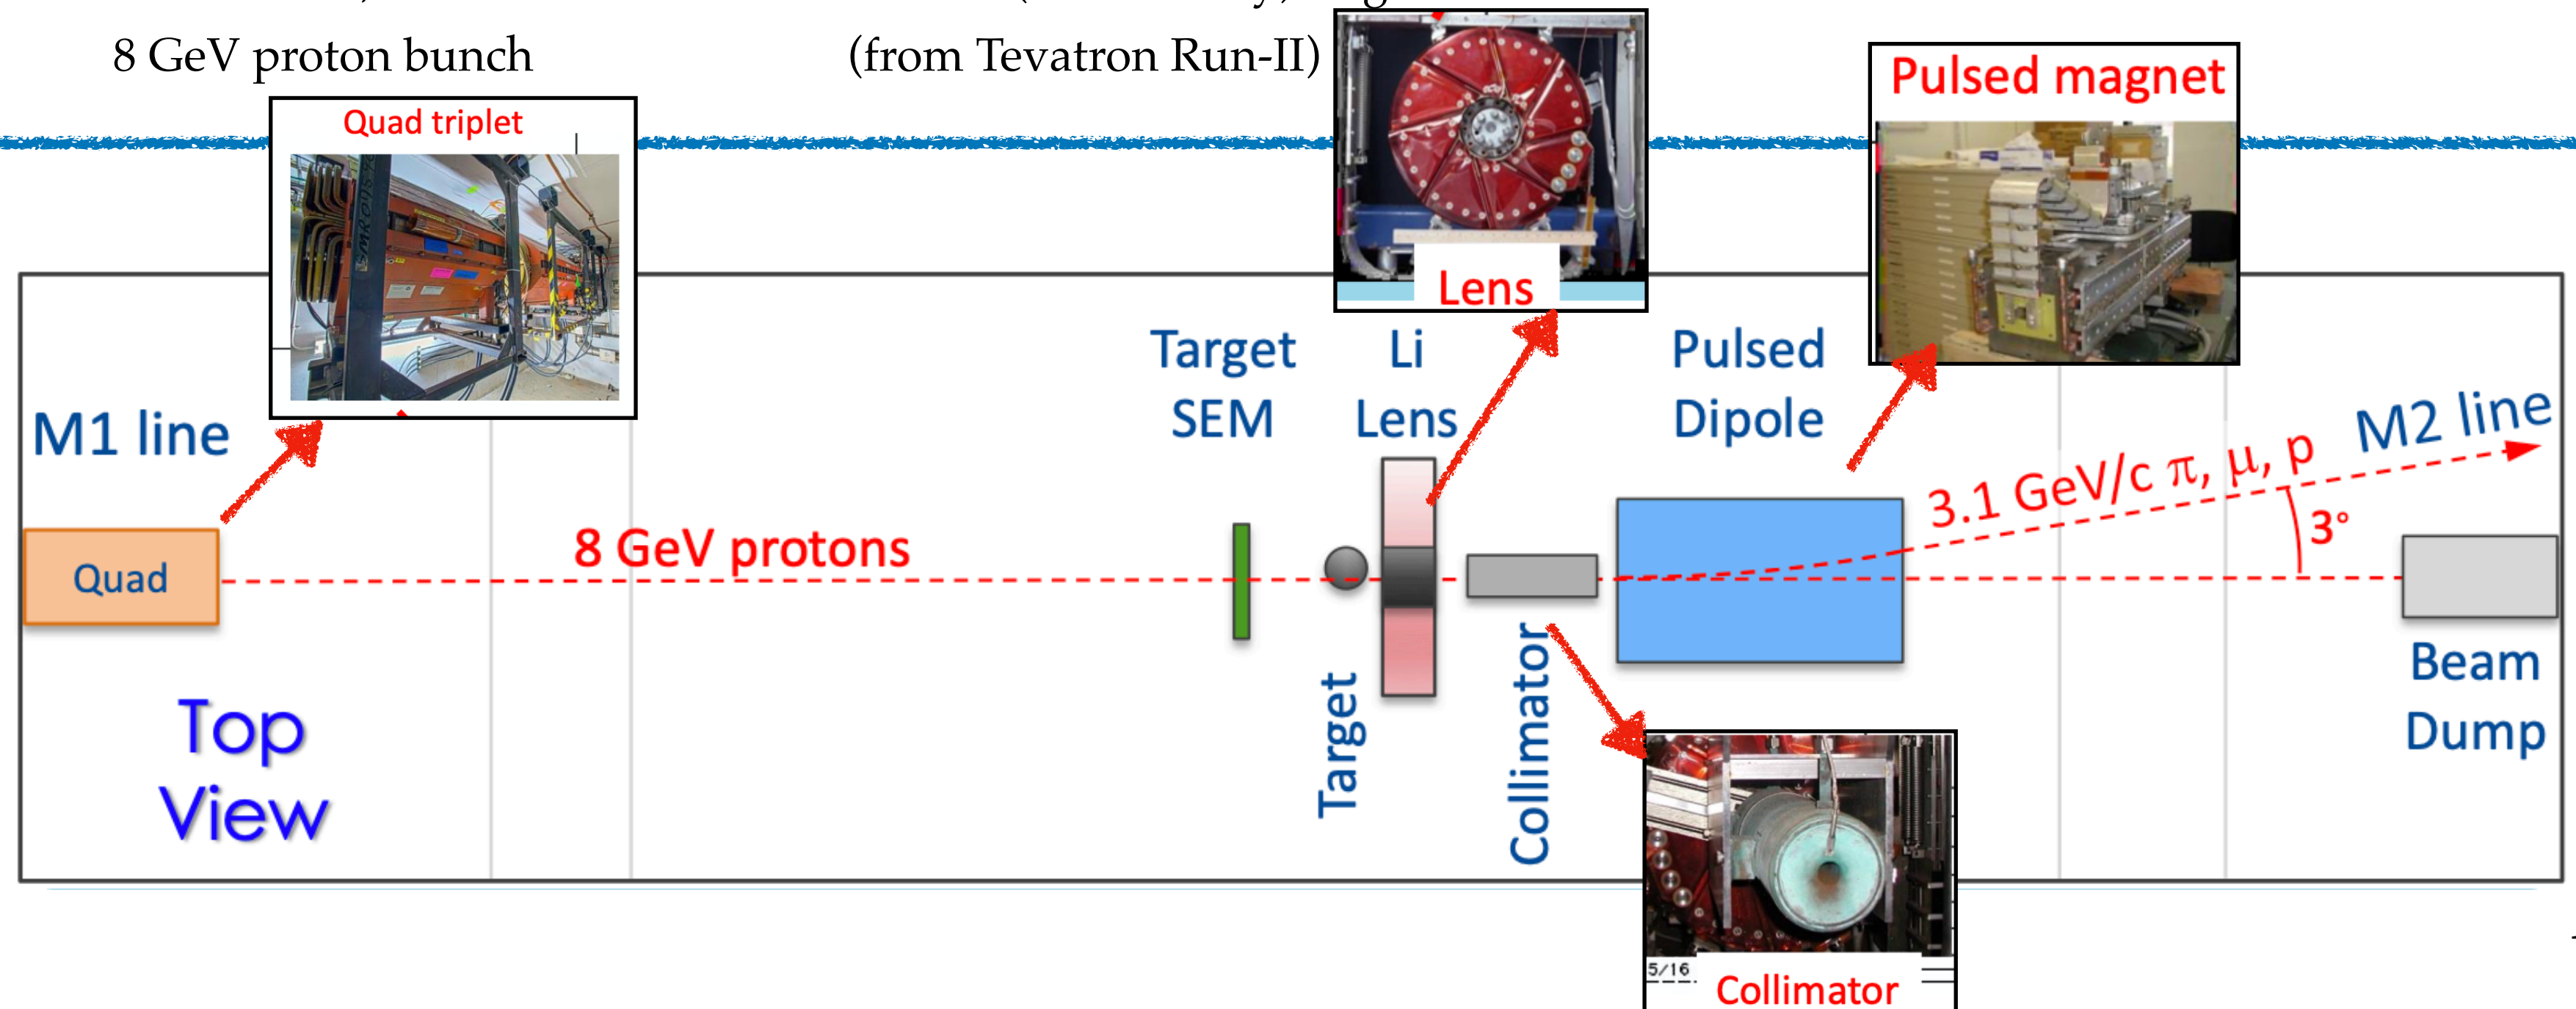 8 GeV proton bunch
(from Tevatron Run-II)
Quad triplet
Lens
Pulsed magnet
M1 line
Quad
8 GeV protons
Target
SEM
Li
Lens
Pulsed
Dipole
3.1 GeV/c π, μ, p
M2 line
3°
Target
Collimator
Beam
Dump
Top
View
5/16
Collimator